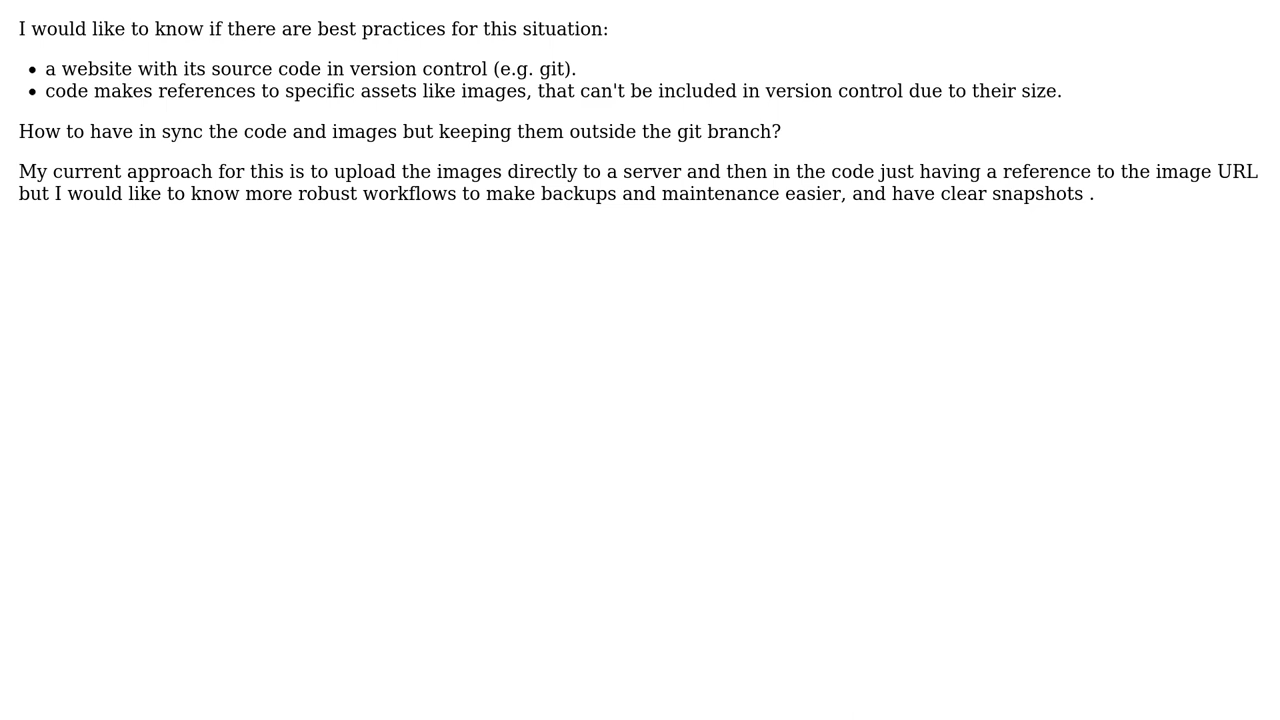 I would like to know if there are best practices for this situation:
• a website with its source code in version control (e.g. git).
• code makes references to specific assets like images, that can't be included in version control due to their size.
How to have in sync the code and images but keeping them outside the git branch?
My current approach for this is to upload the images directly to a server and then in the code just having a reference to the image URL
but I would like to know more robust workflows to make backups and maintenance easier, and have clear snapshots .